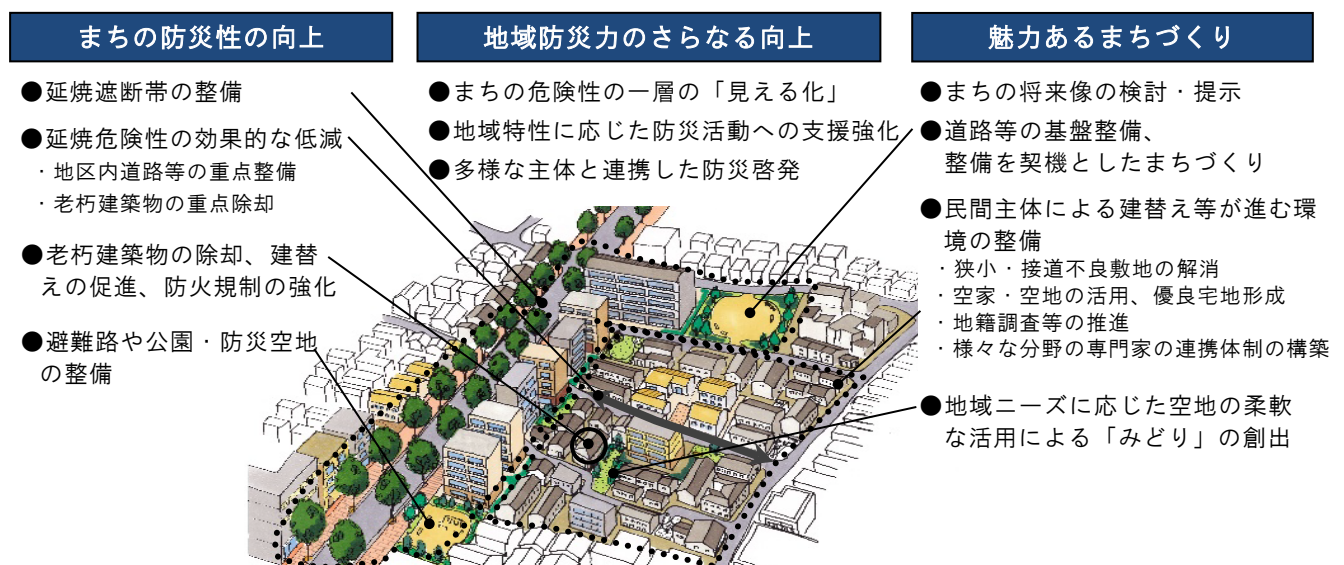 まちの防災性の向上
●延焼遮断帯の整備
●延焼危険性の効果的な低減
・地区内道路等の重点整備
・老朽建築物の重点除却
●老朽建築物の除却、建替
えの促進、防火規制の強化
●避難路や公園・防災空地
の整備
地域防災力のさらなる向上
●まちの危険性の一層の「見える化」
●地域特性に応じた防災活動への支援強化
●多様な主体と連携した防災啓発
魅力あるまちづくり
●まちの将来像の検討・提示
●道路等の基盤整備、
整備を契機としたまちづくり
●民間主体による建替え等が進む環
境の整備
・狭小・接道不良敷地の解消
・空家・空地の活用、優良宅地形成
・地籍調査等の推進
・様々な分野の専門家の連携体制の構築
●地域ニーズに応じた空地の柔軟
な活用による「みどり」の創出